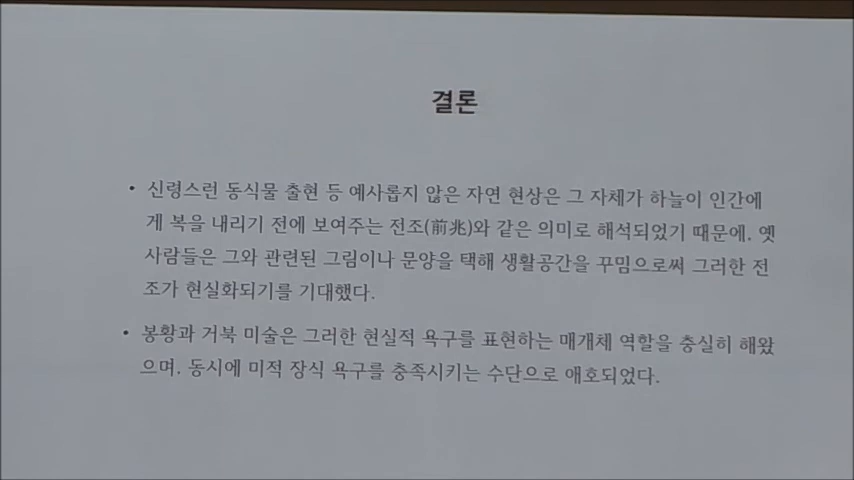 결론
• 신령스런 동식물 출현 등 예사롭지 않은 자연 현상은 그 자체가 하늘이 인간에
게 복을 내리기 전에 보여주는 전조(前兆)와 같은 의미로 해석되었기 때문에. 옛
사람들은 그와 관련된 그림이나 문양을 택해 생활공간을 꾸밈으로써 그러한 전
조가 현실화되기를 기대했다.
• 봉황과 거북 미술은 그러한 현실적 욕구를 표현하는 매개체 역할을 충실히 해왔
으며. 동시에 미적 장식 욕구를 충족시키는 수단으로 애호되었다.